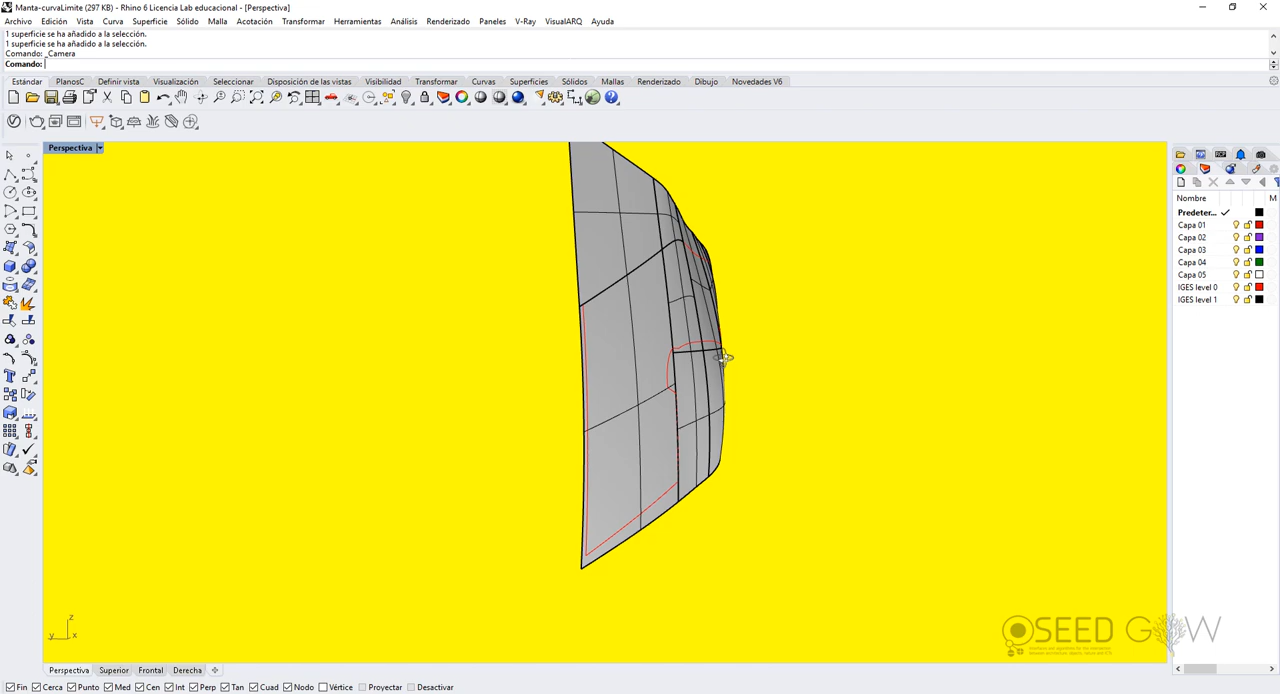 Manta-curvaLimite (297 KB) - Rhino 6 Licencia Lab educacional - [Perspectiva]
Archivo Edición Vista Curva Superficie Sólido Malla Acotación Transformar Herramientas Análisis Renderizado Paneles V-Ray VisualARQ Ayuda
1 superficie se ha añadido a la selección.
1 superficie se ha añadido a la selección.
Comando: _Camera
Comando:
Estándar PlanosC Definir vista Visualización Seleccionar Disposición de las vistas Visibilidad Transformar Curvas Superficies Sólidos Mallas Renderizado Dibujo Novedades V6
Perspectiva
Nombre M
Predeter...
Capa 01
Capa 02
Capa 03
Capa 04
Capa 05
IGES level 0
IGES level 1
z
y x
SEED G W
Perspectiva Superior Frontal Derecha
Fin Cerca Punto Med Cen Int Perp Tan Cuad Nodo Vértice Proyectar Desactivar